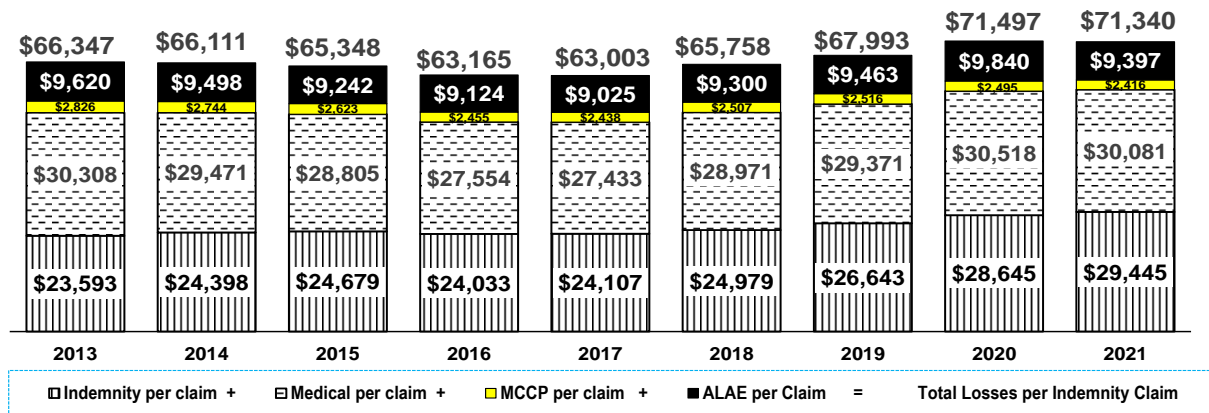 $66,347 $66,111 $65,348 $63,165 $63,003 $65,758 $67,993 $71,497 $71,340
$9,620 $9,498 $9,242 $9,124 $9,025 $9,300 $9,463 $9,840 $9,397
$2,826 $2,744 $2,623 $2,455 $2,438 $2,507 $2,516 $2,495 $2,416
$30,308 $29,471 $28,805 $27,554 $27,433 $28,971 $29,371 $30,518 $30,081
$23,593 $24,398 $24,679 $24,033 $24,107 $24,979 $26,643 $28,645 $29,445
2013 2014 2015 2016 2017 2018 2019 2020 2021
Indemnity per claim + Medical per claim + MCCP per claim + ALAE per Claim = Total Losses per Indemnity Claim